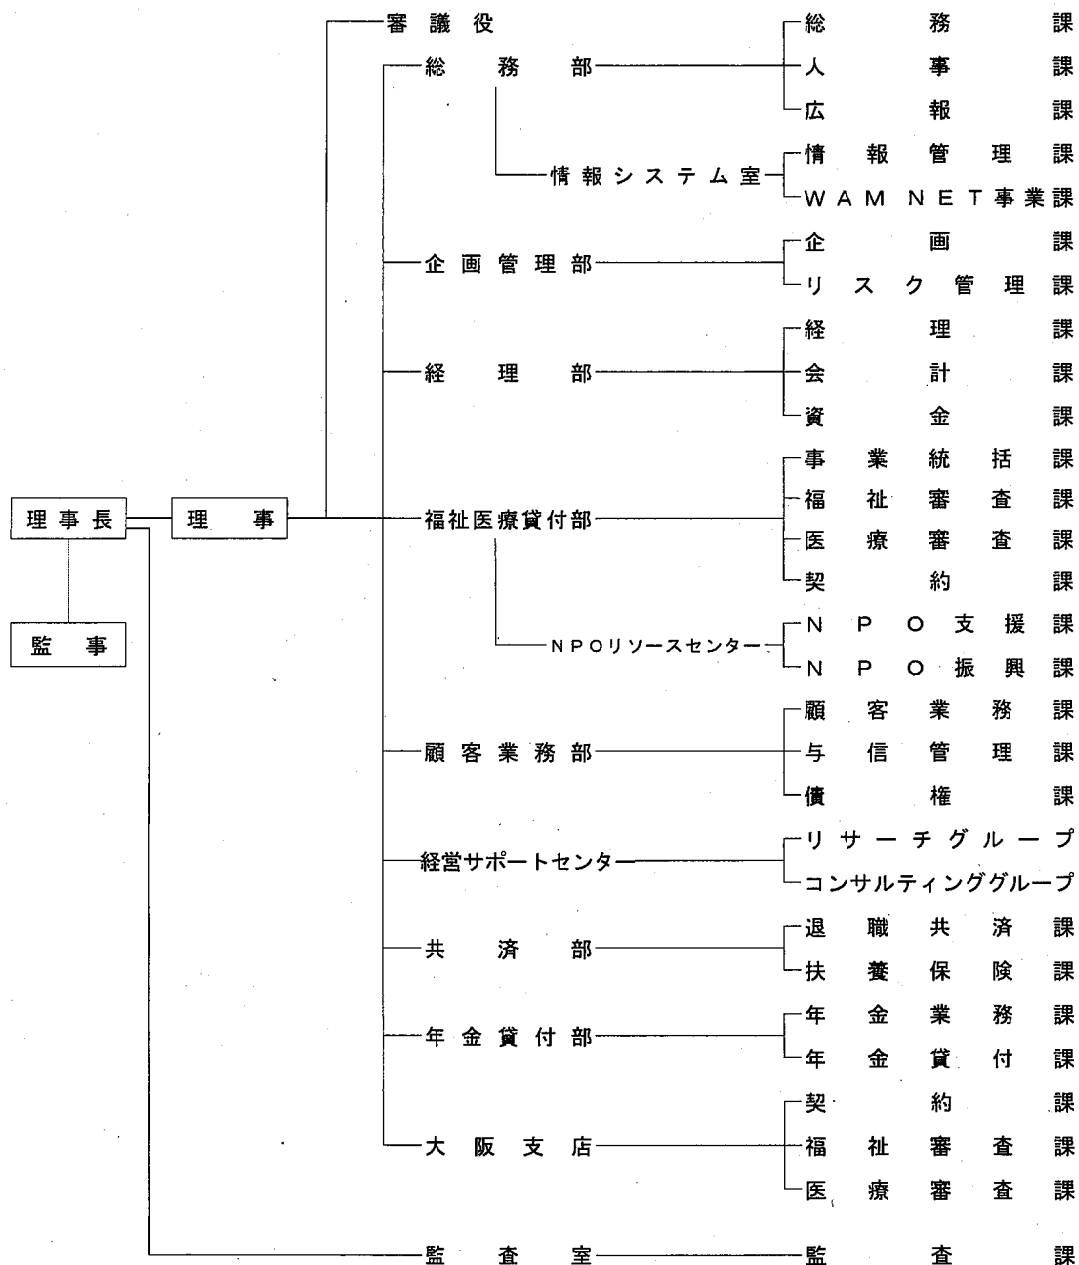 審議役
総務部
総務課
人事課
広報課
情報システム室
情報管理課
WAM NET事業課
企画管理部
企画課
リスク管理課
経理部
経理課
会計課
資金課
理事長
理事
監事
福祉医療貸付部
事業統括課
福祉審査課
医療審査課
契約課
NPOリソースセンター
NPO支援課
NPO振興課
顧客業務部
顧客業務課
与信管理課
債権課
経営サポートセンター
リサーチグループ
コンサルティンググループ
共済部
退職共済課
扶養保険課
年金貸付部
年金業務課
年金貸付課
大阪支店
契約課
福祉審査課
医療審査課
監査室
監査課